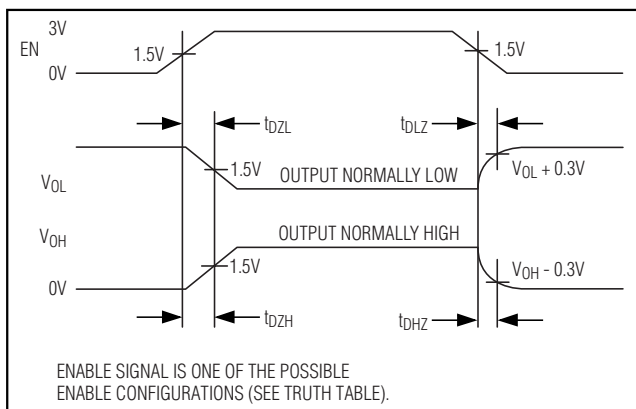 3V
EN
1.5V
1.5V
0V
tDZL
tDLZ
1.5V
OUTPUT NORMALLY LOW
VOL + 0.3V
VOL
VOH
OUTPUT NORMALLY HIGH
1.5V
VOH - 0.3V
0V
tDZH
tDHZ
ENABLE SIGNAL IS ONE OF THE POSSIBLE
ENABLE CONFIGURATIONS (SEE TRUTH TABLE).